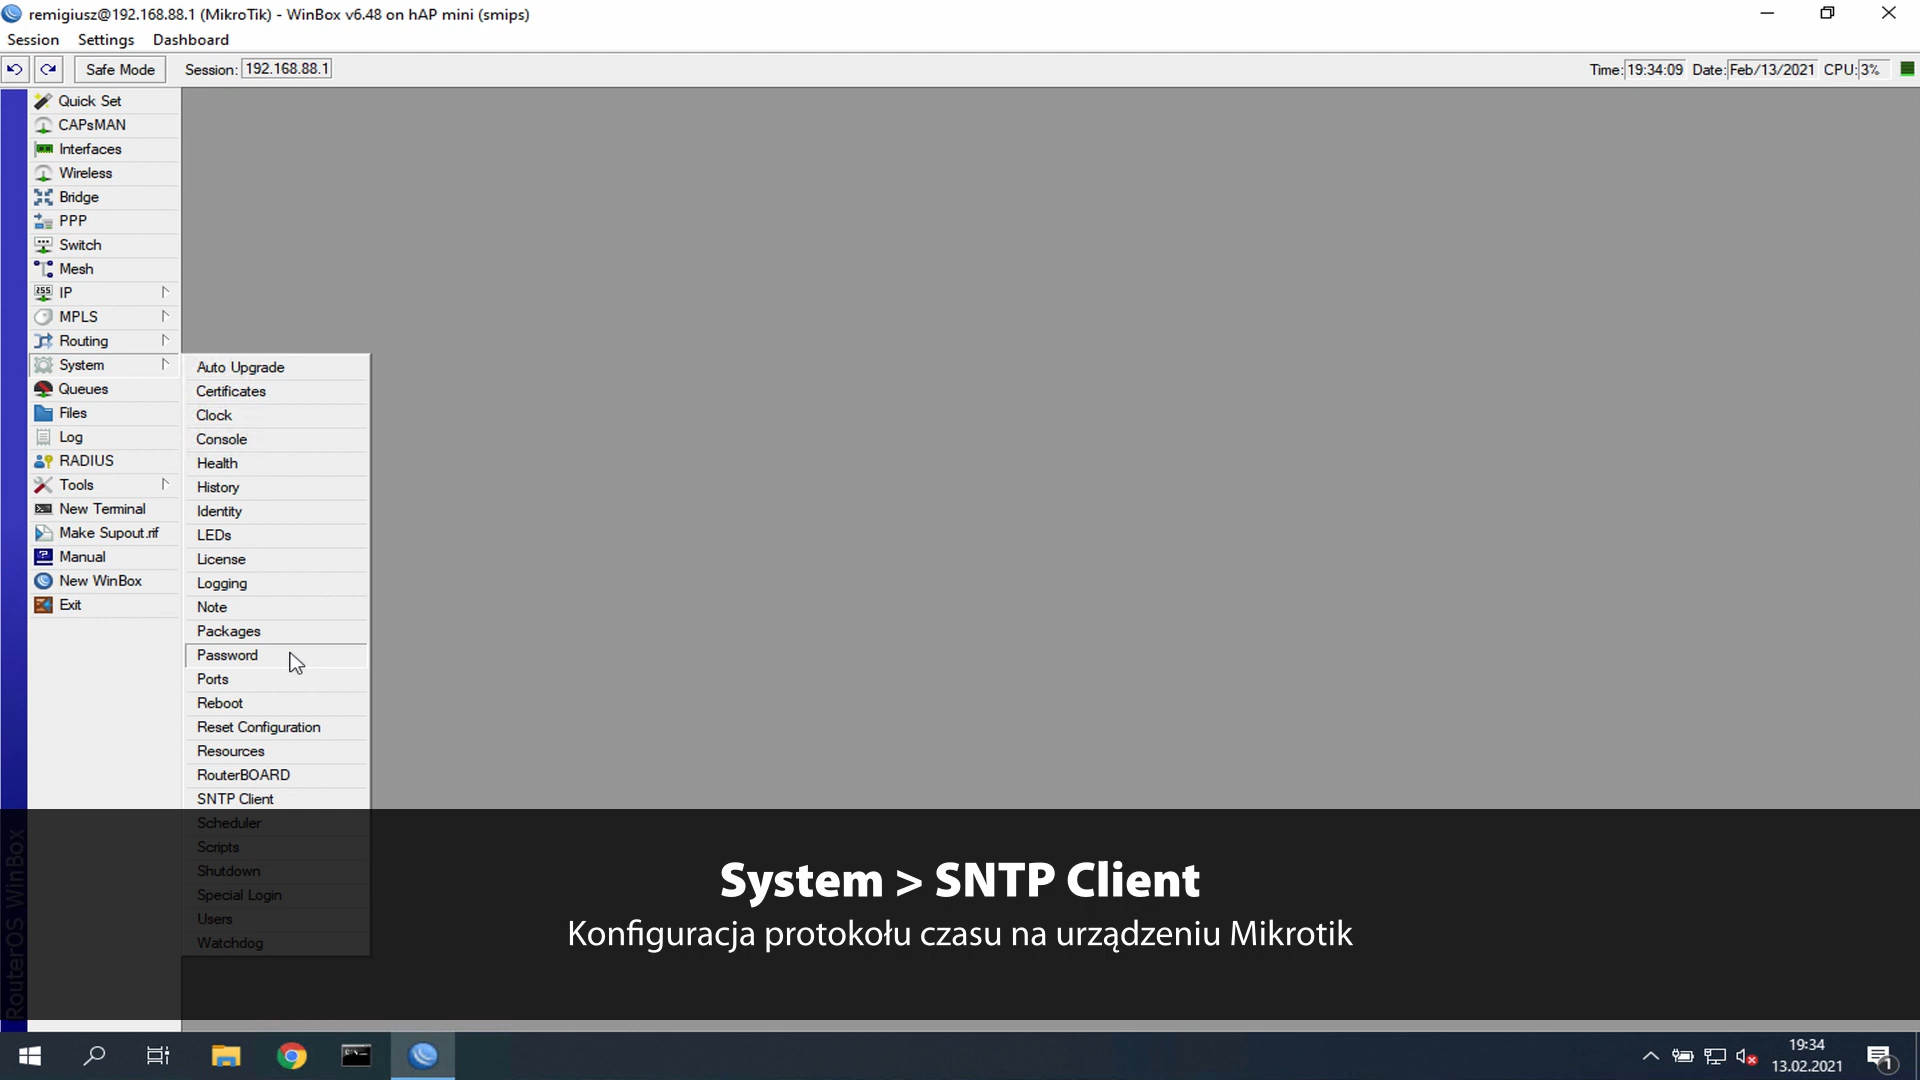 remigiusz@192.168.88.1 (MikroTik) - WinBox v6.48 on hAP mini (smips)
Session Settings Dashboard
Safe Mode Session: 192.168.88.1 Time: 19:34:09 Date: Feb/13/2021 CPU: 3%
Quick Set
CAPsMAN
Interfaces
Wireless
Bridge
PPP
Switch
Mesh
IP
MPLS
Routing
System
Queues
Files
Log
RADIUS
Tools
New Terminal
Make Supout.rif
Manual
New WinBox
Exit
Auto Upgrade
Certificates
Clock
Console
Health
History
Identity
LEDs
License
Logging
Note
Packages
Password
Ports
Reboot
Reset Configuration
Resources
RouterBOARD
SNTP Client
Scheduler
Scripts
Shutdown
Special Login
Users
Watchdog
RouterOS WinBox
System > SNTP Client
Konfiguracja protokołu czasu na urządzeniu Mikrotik
19:34
13.02.2021
1